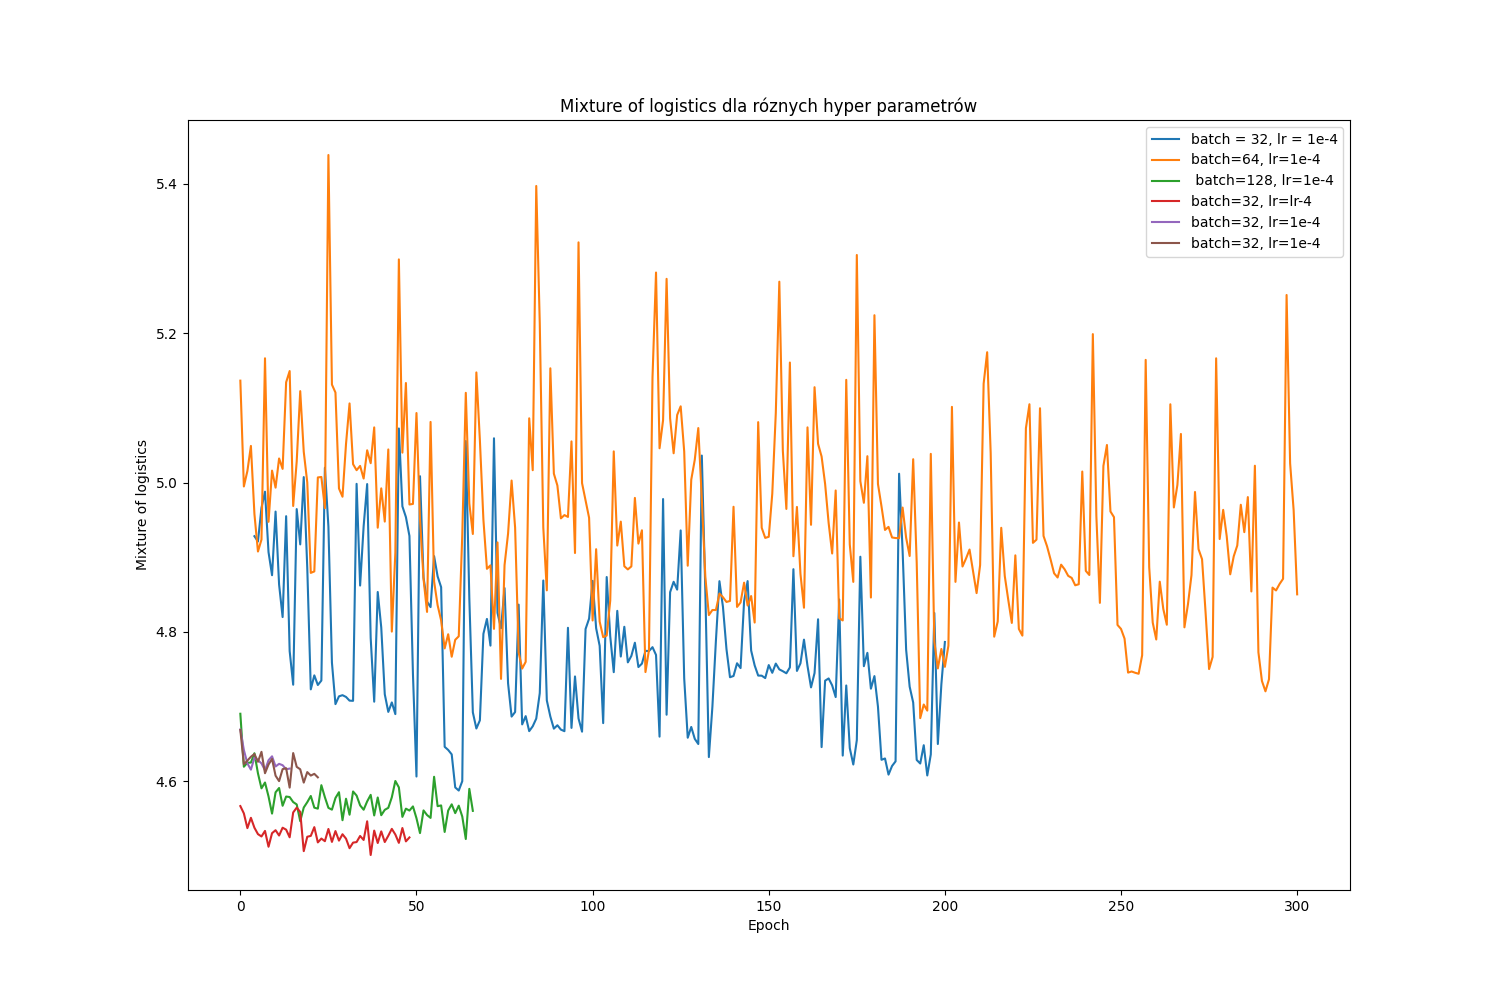 Mixture of logistics dla róznych hyper parametrów
batch = 32, lr = 1e-4
batch=64, lr=1e-4
batch=128, lr=1e-4
batch=32, lr=lr-4
batch=32, lr=1e-4
batch=32, lr=1e-4
5.4
5.2
5.0
4.8
4.6
Mixture of logistics
0 50 100 150 200 250 300
Epoch